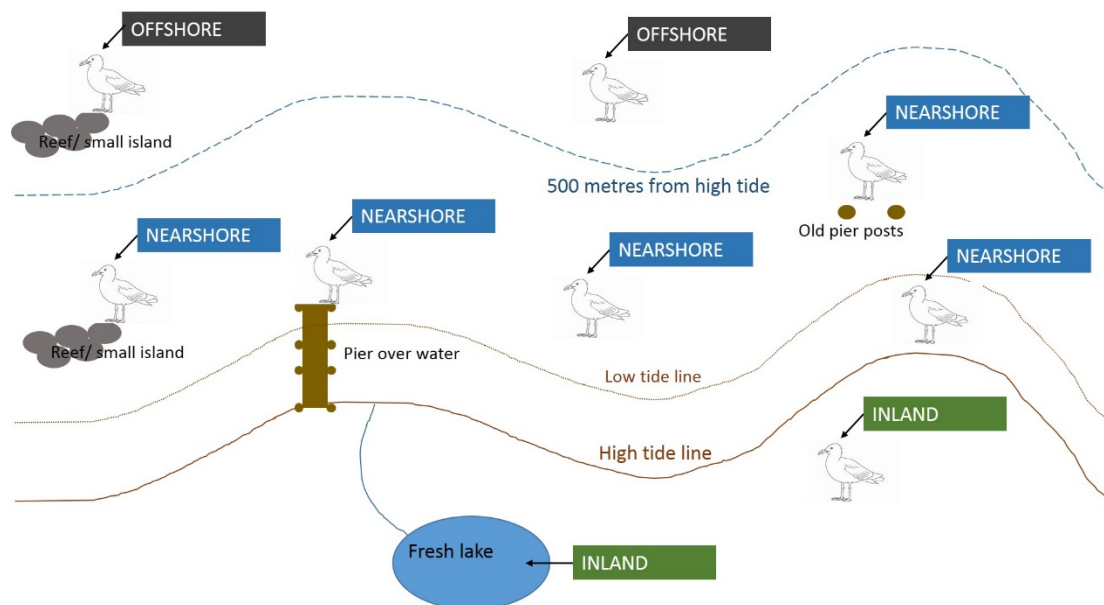 OFFSHORE
OFFSHORE
NEARSHORE
Reef/ small island
500 metres from high tide
Old pier posts
NEARSHORE
NEARSHORE
NEARSHORE
NEARSHORE
Reef/ small island
Pier over water
Low tide line
INLAND
High tide line
Fresh lake
INLAND